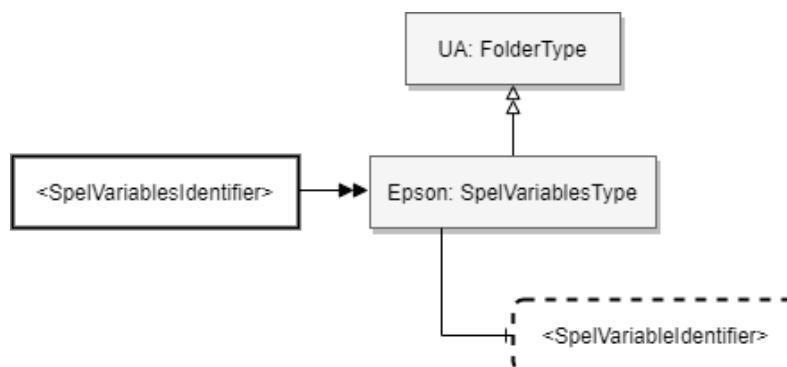 UA: FolderType
<SpelVariablesIdentifier>
Epson: SpelVariablesType
<SpelVariableIdentifier>